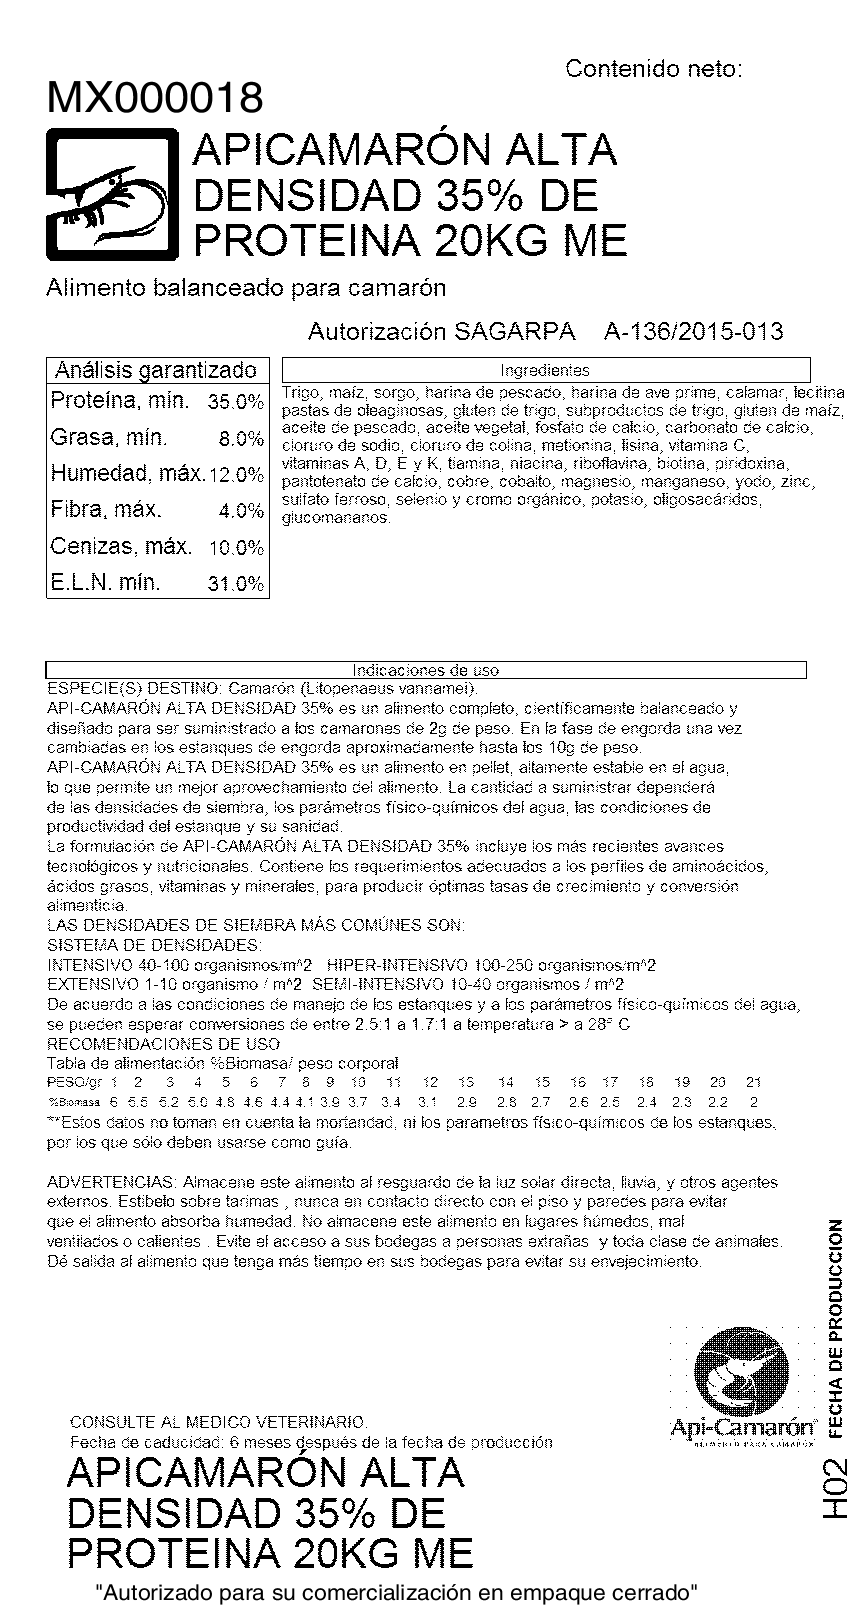 Contenido neto:
MX000018
APICAMARÓN ALTA
DENSIDAD 35% DE
PROTEINA 20KG ME
Alimento balanceado para camarón
Autorización SAGARPA A-136/2015-013
Análisis garantizado
Proteína, mín. 35.0%
Grasa, mín. 8.0%
Humedad, máx. 12.0%
Fibra, máx. 4.0%
Cenizas, máx. 10.0%
E.L.N. mín. 31.0%
Ingredientes
Trigo, maíz, sorgo, harina de pescado, harina de ave prime, calamar, lecitina
pastas de oleaginosas, gluten de trigo, subproductos de trigo, gluten de maíz,
aceite de pescado, aceite vegetal, fosfato de calcio, carbonato de calcio,
cloruro de sodio, cloruro de colina, metionina, lisina, vitamina C,
vitaminas A, D, E y K, tiamina, niacina, riboflavina, biotina, piridoxina,
pantotenato de calcio, cobre, cobalto, magnesio, manganeso, yodo, zinc,
sulfato ferroso, selenio y cromo orgánico, potasio, oligosacáridos,
glucomananos.
Indicaciones de uso
ESPECIE(S) DESTINO: Camarón (Litopenaeus vannamei).
API-CAMARÓN ALTA DENSIDAD 35% es un alimento completo, científicamente balanceado y
diseñado para ser suministrado a los camarones de 2g de peso. En la fase de engorda una vez
cambiadas en los estanques de engorda aproximadamente hasta los 10g de peso.
API-CAMARÓN ALTA DENSIDAD 35% es un alimento en pellet, altamente estable en el agua,
lo que permite un mejor aprovechamiento del alimento. La cantidad a suministrar dependerá
de las densidades de siembra, los parámetros físico-químicos del agua, las condiciones de
productividad del estanque y su sanidad.
La formulación de API-CAMARÓN ALTA DENSIDAD 35% incluye los más recientes avances
tecnológicos y nutricionales. Contiene los requerimientos adecuados a los perfiles de aminoácidos,
ácidos grasos, vitaminas y minerales, para producir óptimas tasas de crecimiento y conversión
alimenticia.
LAS DENSIDADES DE SIEMBRA MÁS COMÚNES SON:
SISTEMA DE DENSIDADES:
INTENSIVO 40-100 organismos/m^2 HIPER-INTENSIVO 100-250 organismos/m^2
EXTENSIVO 1-10 organismo / m^2 SEMI-INTENSIVO 10-40 organismos / m^2
De acuerdo a las condiciones de manejo de los estanques y a los parámetros físico-químicos del agua,
se pueden esperar conversiones de entre 2.5:1 a 1.7:1 a temperatura > a 28º C
RECOMENDACIONES DE USO
Tabla de alimentación %Biomasa/ peso corporal
PESO/gr 1 2 3 4 5 6 7 8 9 10 11 12 13 14 15 16 17 18 19 20 21
%Biomasa 6 5.5 5.2 5.0 4.8 4.6 4.4 4.1 3.9 3.7 3.4 3.1 2.9 2.8 2.7 2.6 2.5 2.4 2.3 2.2 2
**Estos datos no toman en cuenta la mortandad, ni los parametros físico-químicos de los estanques,
por los que sólo deben usarse como guía.
ADVERTENCIAS: Almacene este alimento al resguardo de la luz solar directa, lluvia, y otros agentes
externos. Estibelo sobre tarimas , nunca en contacto directo con el piso y paredes para evitar
que el alimento absorba humedad. No almacene este alimento en lugares húmedos, mal
ventilados o calientes . Evite el acceso a sus bodegas a personas extrañas y toda clase de animales.
Dé salida al alimento que tenga más tiempo en sus bodegas para evitar su envejecimiento.
FECHA DE PRODUCCION
H02
Api-Camarón®
ALIMENTO PARA CAMARÓN
CONSULTE AL MEDICO VETERINARIO.
Fecha de caducidad: 6 meses después de la fecha de producción
APICAMARÓN ALTA
DENSIDAD 35% DE
PROTEINA 20KG ME
"Autorizado para su comercialización en empaque cerrado"